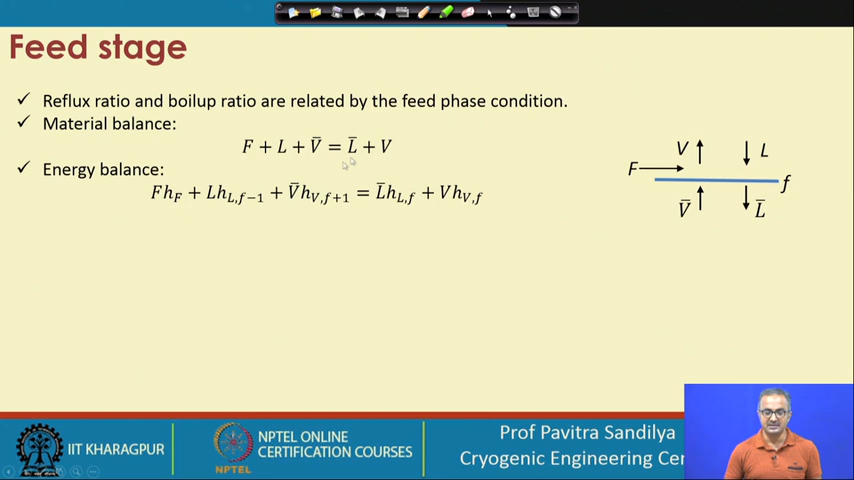 Feed stage
✓ Reflux ratio and boilup ratio are related by the feed phase condition.
✓ Material balance:
F + L + V̄ = L̄ + V
✓ Energy balance:
Fh_F + Lh_{L,f−1} + V̄h_{V,f+1} = L̄h_{L,f} + Vh_{V,f}
V L
F
f
V̄ L̄
IIT KHARAGPUR
NPTEL
NPTEL ONLINE
CERTIFICATION COURSES
Prof Pavitra Sandilya
Cryogenic Engineering Cen